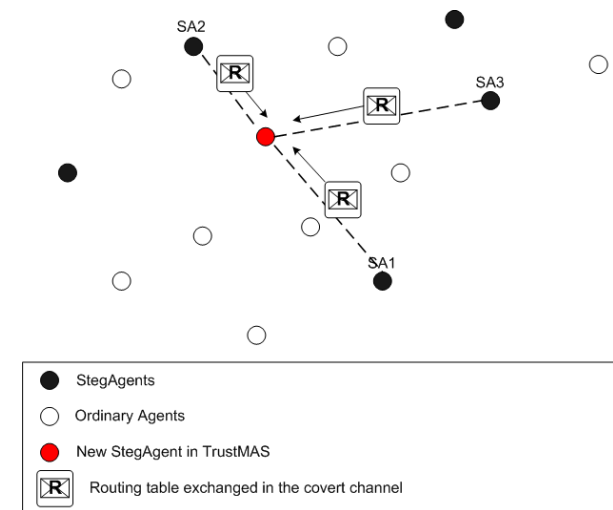 SA2
R
SA3
R
R
SA1
StegAgents
Ordinary Agents
New StegAgent in TrustMAS
R
Routing table exchanged in the covert channel